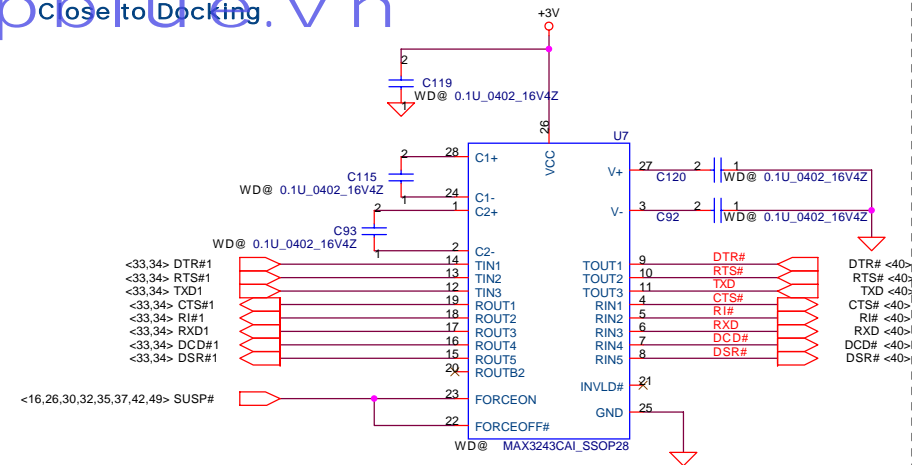 Close to Docking
pblue.vn
+3V
2
C119
WD@ 0.1U_0402_16V4Z
1
26
U7
VCC
2 28 C1+
C115
WD@ 0.1U_0402_16V4Z
1 24 C1-
2 1 C2+
C93
WD@ 0.1U_0402_16V4Z
1 2 C2-
V+ 27 2 1
C120 WD@ 0.1U_0402_16V4Z
V- 3 2 1
C92 WD@ 0.1U_0402_16V4Z
<33,34> DTR#1 14 TIN1 TOUT1 9 DTR# DTR# <40>
<33,34> RTS#1 13 TIN2 TOUT2 10 RTS# RTS# <40>
<33,34> TXD1 12 TIN3 TOUT3 11 TXD TXD <40>
<33,34> CTS#1 19 ROUT1 RIN1 4 CTS# CTS# <40>
<33,34> RI#1 18 ROUT2 RIN2 5 RI# RI# <40>
<33,34> RXD1 17 ROUT3 RIN3 6 RXD RXD <40>
<33,34> DCD#1 16 ROUT4 RIN4 7 DCD# DCD# <40>
<33,34> DSR#1 15 ROUT5 RIN5 8 DSR# DSR# <40>
20 ROUTB2
INVLD# 21
<16,26,30,32,35,37,42,49> SUSP# 23 FORCEON
GND 25
22 FORCEOFF#
WD@ MAX3243CAI_SSOP28